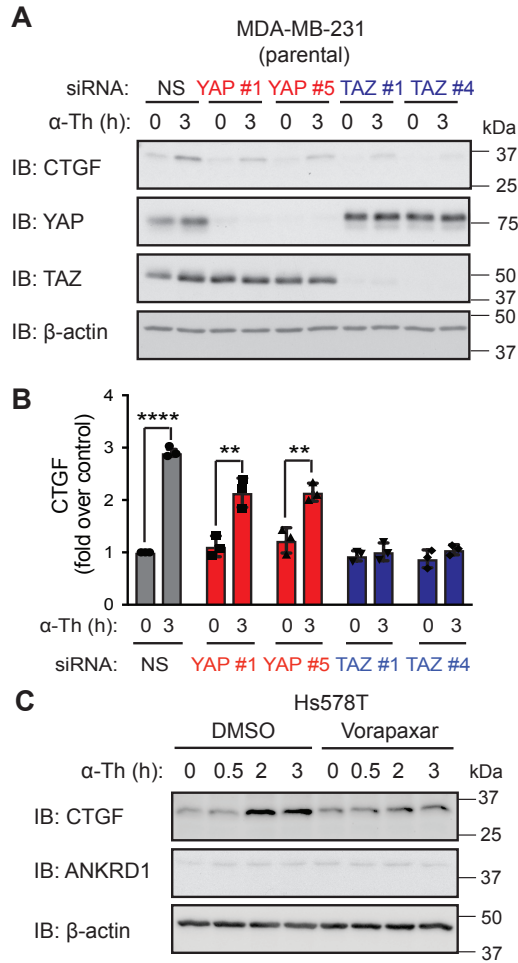 A
MDA-MB-231
(parental)
siRNA: NS YAP #1 YAP #5 TAZ #1 TAZ #4
α-Th (h): 0 3 0 3 0 3 0 3 0 3 kDa
IB: CTGF 37
25
IB: YAP 75
IB: TAZ 50
37
IB: β-actin 50
37
B
CTGF
(fold over control)
4
3
2
1
0
**** ** **
α-Th (h): 0 3 0 3 0 3 0 3 0 3
siRNA: NS YAP #1 YAP #5 TAZ #1 TAZ #4
C
Hs578T
DMSO Vorapaxar
α-Th (h): 0 0.5 2 3 0 0.5 2 3 kDa
IB: CTGF 37
25
IB: ANKRD1 37
IB: β-actin 50
37